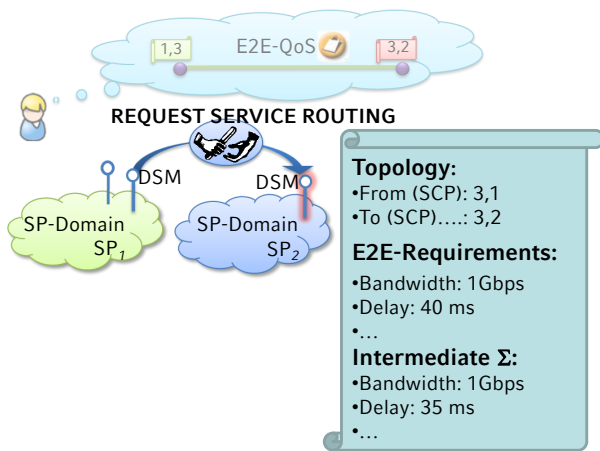 1,3
E2E-QoS
3,2
REQUEST SERVICE ROUTING
DSM
DSM
SP-Domain
SP1
SP-Domain
SP2
Topology:
•From (SCP): 3,1
•To (SCP)….: 3,2
E2E-Requirements:
•Bandwidth: 1Gbps
•Delay: 40 ms
•…
Intermediate Σ:
•Bandwidth: 1Gbps
•Delay: 35 ms
•…